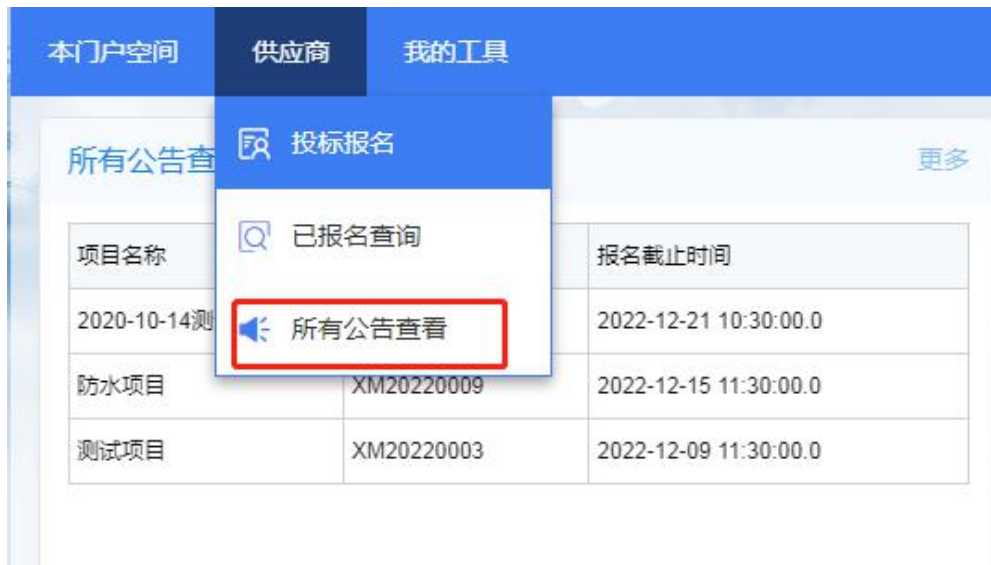 本门户空间 供应商 我的工具
所有公告查 投标报名 更多
已报名查询
项目名称 报名截止时间
所有公告查看
2020-10-14测 2022-12-21 10:30:00.0
防水项目 XM20220009 2022-12-15 11:30:00.0
测试项目 XM20220003 2022-12-09 11:30:00.0